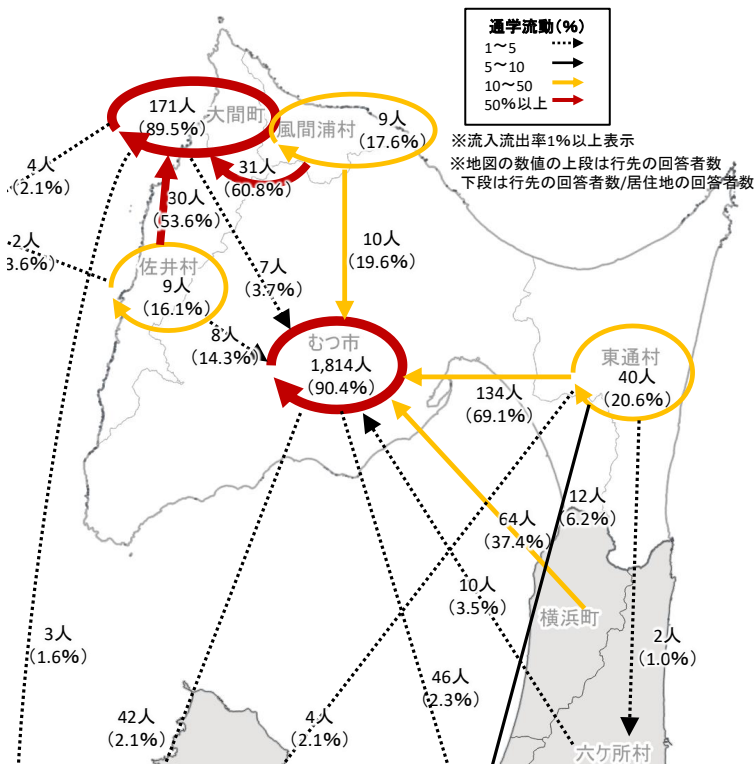 通学流動(%)
1～5
5～10
10～50
50%以上
※流入流出率1%以上表示
※地図の数値の上段は行先の回答者数
下段は行先の回答者数/居住地の回答者数
171人
(89.5%)
大間町
風間浦村
9人
(17.6%)
4人
(2.1%)
31人
(60.8%)
30人
(53.6%)
2人
3.6%)
佐井村
9人
(16.1%)
7人
(3.7%)
10人
(19.6%)
8人
(14.3%)
むつ市
1,814人
(90.4%)
東通村
40人
(20.6%)
134人
(69.1%)
64人
(37.4%)
12人
(6.2%)
10人
(3.5%)
横浜町
3人
(1.6%)
2人
(1.0%)
46人
(2.3%)
42人
(2.1%)
4人
(2.1%)
六ケ所村